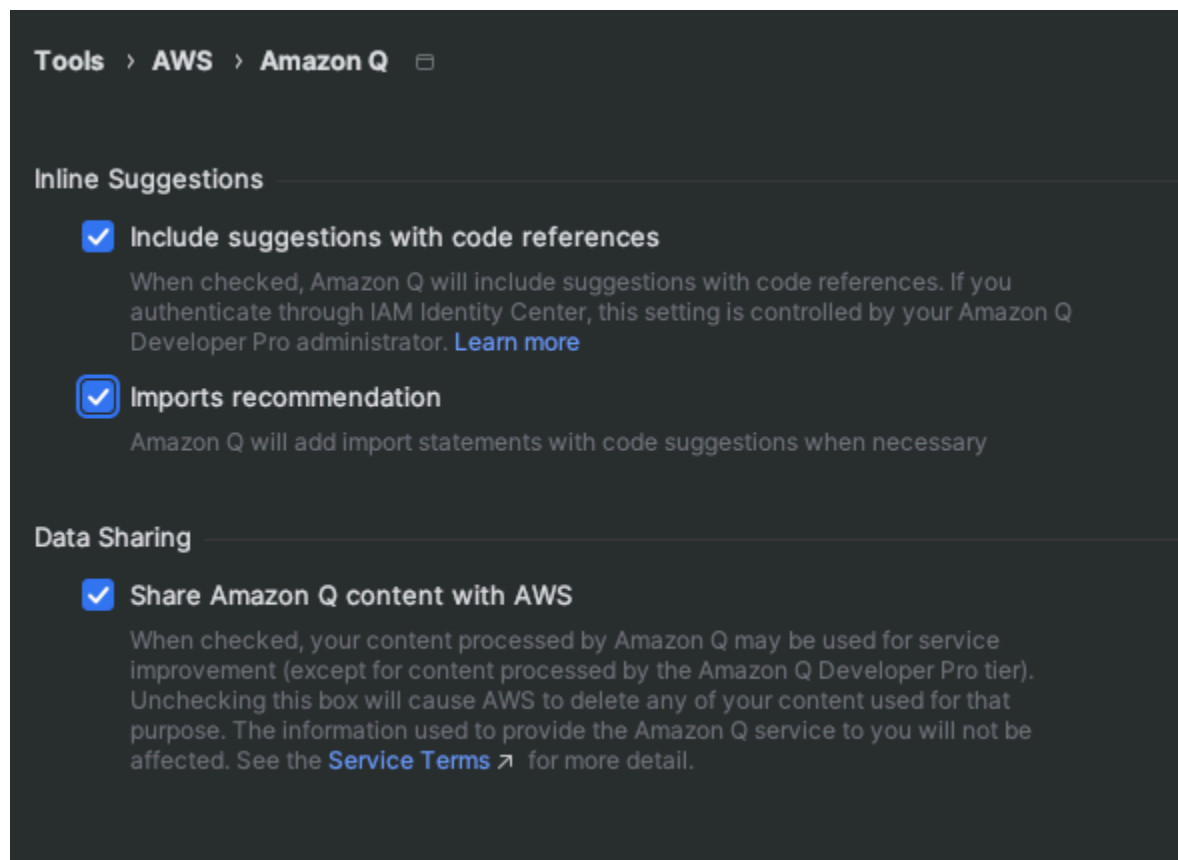 Tools › AWS › Amazon Q
Inline Suggestions
Include suggestions with code references
When checked, Amazon Q will include suggestions with code references. If you
authenticate through IAM Identity Center, this setting is controlled by your Amazon Q
Developer Pro administrator. Learn more
Imports recommendation
Amazon Q will add import statements with code suggestions when necessary
Data Sharing
Share Amazon Q content with AWS
When checked, your content processed by Amazon Q may be used for service
improvement (except for content processed by the Amazon Q Developer Pro tier).
Unchecking this box will cause AWS to delete any of your content used for that
purpose. The information used to provide the Amazon Q service to you will not be
affected. See the Service Terms ↗ for more detail.